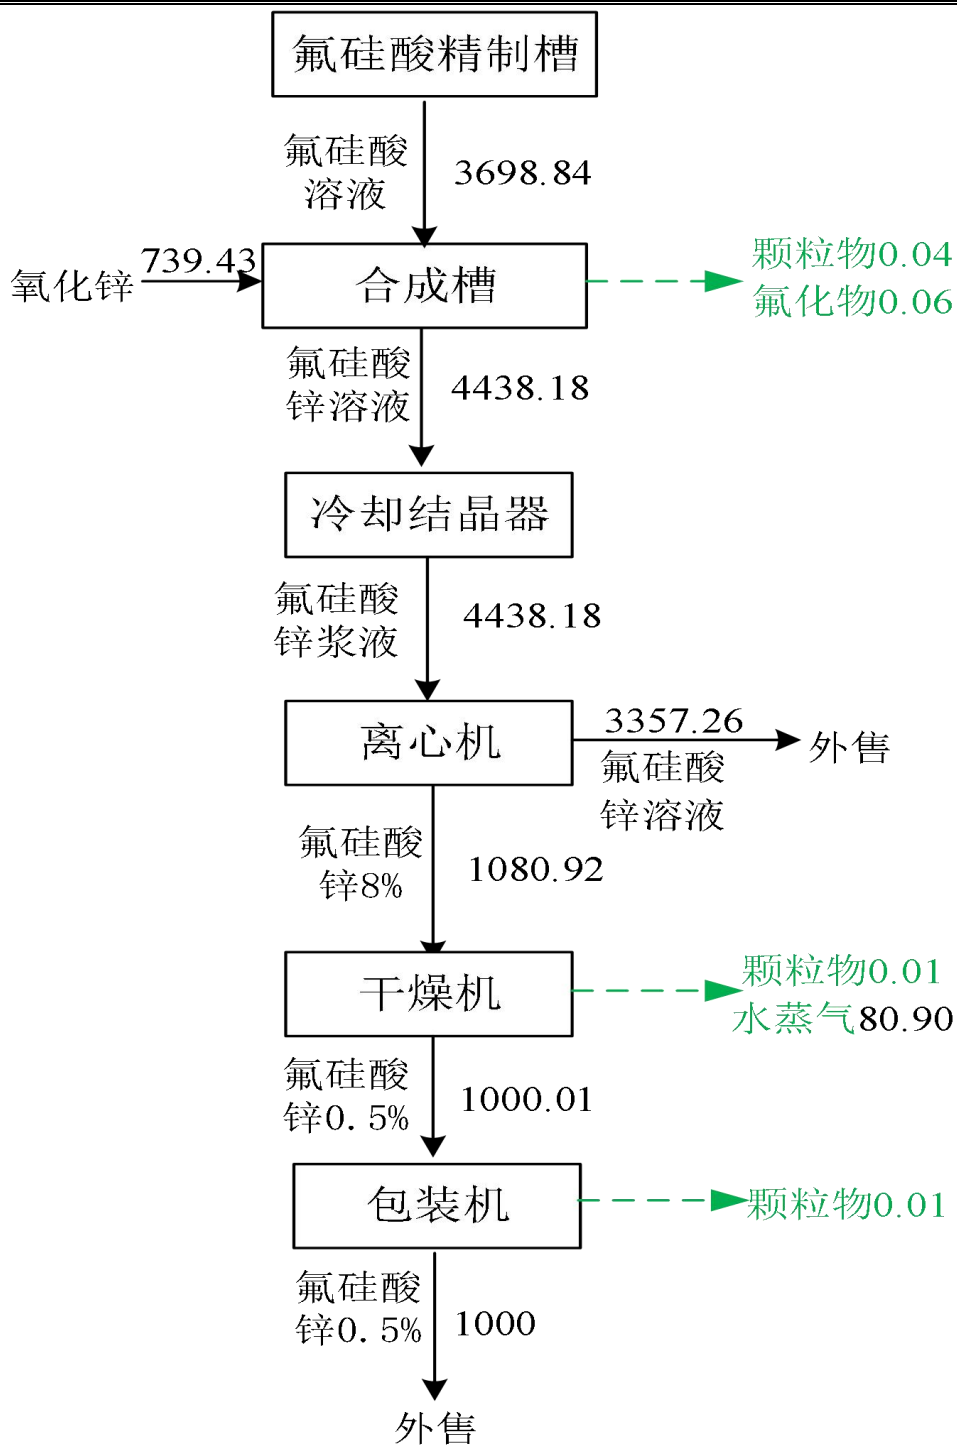 氟硅酸精制槽
氟硅酸
溶液
3698.84
739.43
氧化锌
合成槽
颗粒物0.04
氟化物0.06
氟硅酸
锌溶液
4438.18
冷却结晶器
氟硅酸
锌浆液
4438.18
离心机
3357.26
氟硅酸
锌溶液
外售
氟硅酸
锌8%
1080.92
干燥机
颗粒物0.01
水蒸气80.90
氟硅酸
锌0.5%
1000.01
包装机
颗粒物0.01
氟硅酸
锌0.5%
1000
外售